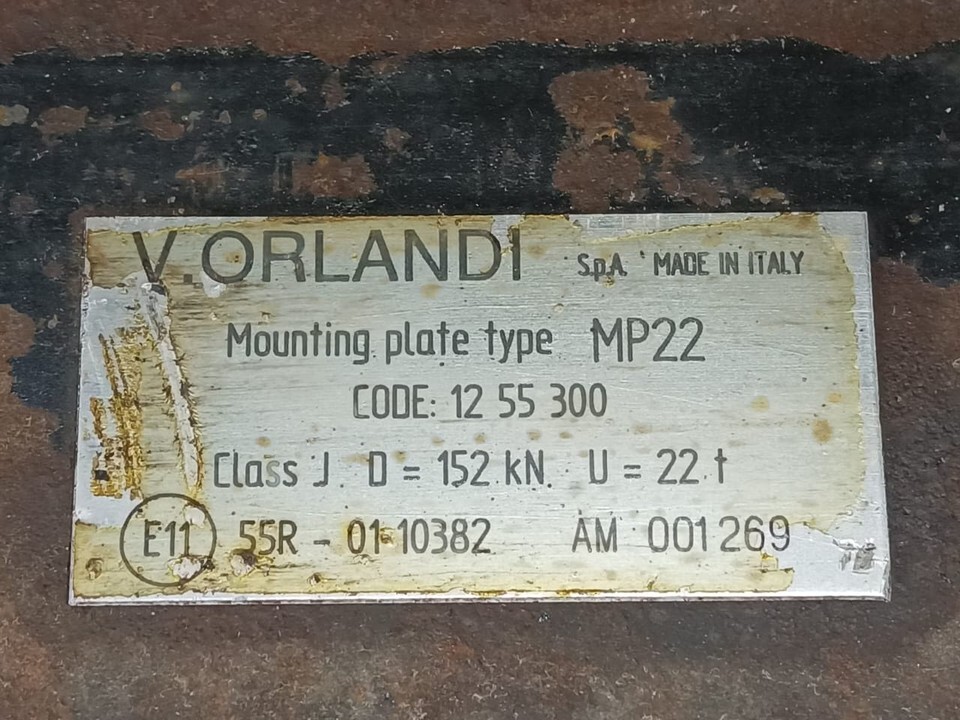 V.ORLANDI S.p.A. MADE IN ITALY
Mounting plate type MP22
CODE: 12 55 300
Class J D = 152 kN. U = 22 t
E11 55R - 01-10382 AM 001269